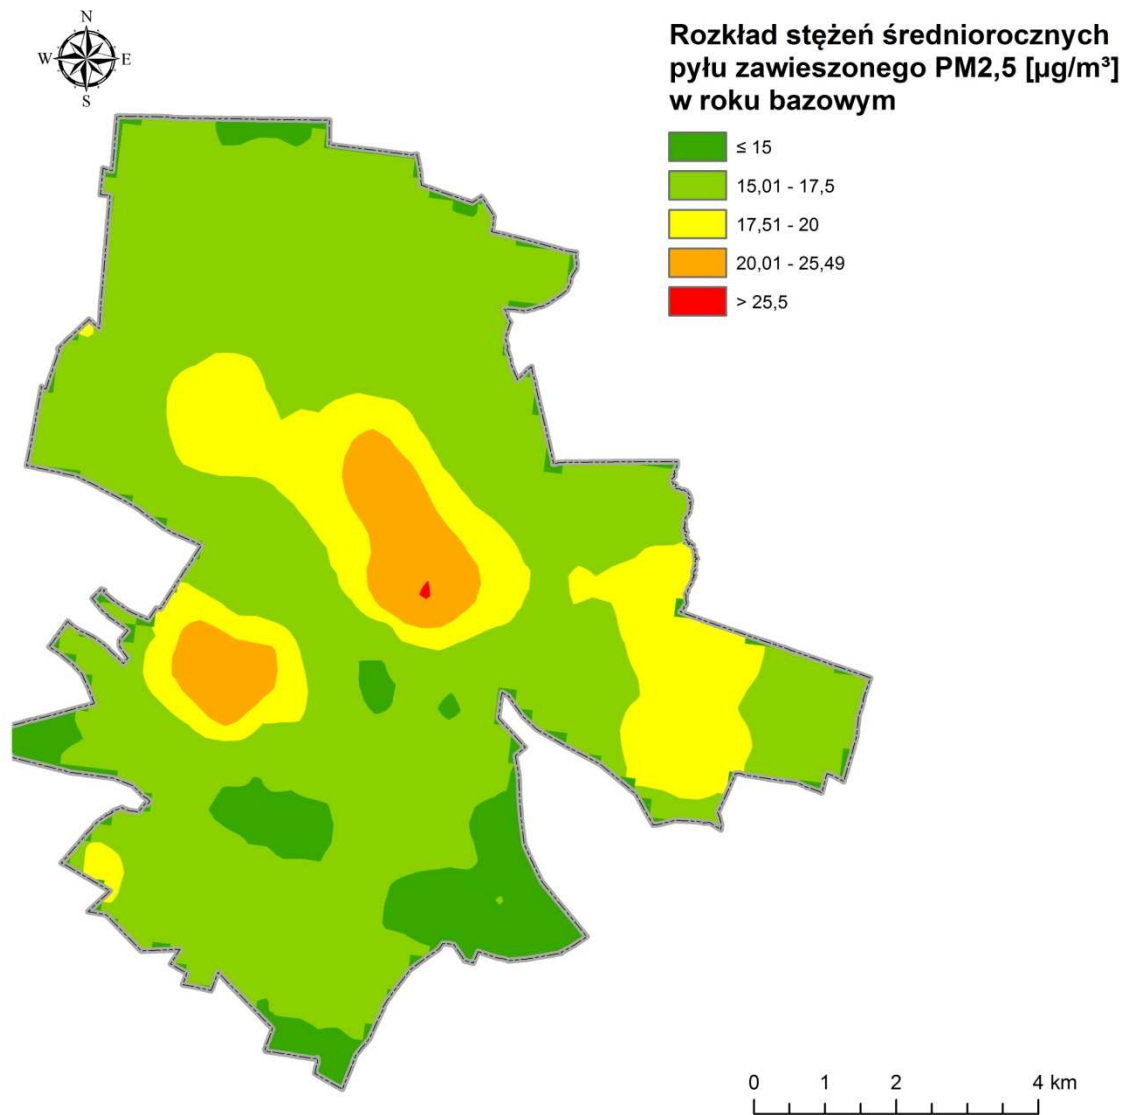 N
W E
S
Rozkład stężeń średniorocznych
pyłu zawieszonego PM2,5 [µg/m³]
w roku bazowym
≤ 15
15,01 - 17,5
17,51 - 20
20,01 - 25,49
> 25,5
0 1 2 4 km